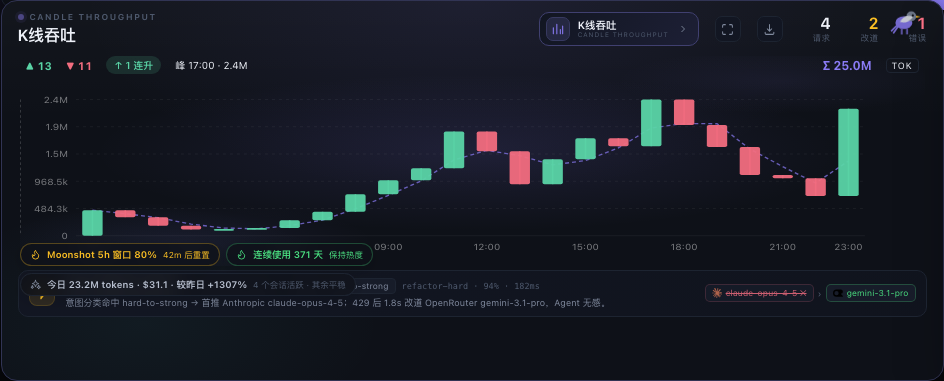 CANDLE THROUGHPUT
K线吞吐
K线吞吐
CANDLE THROUGHPUT
4
请求
2
改道
1
错误
▲ 13 ▼ 11 ↑ 1 连升 峰 17:00 · 2.4M
Σ 25.0M TOK
2.4M
1.9M
1.5M
968.5k
484.3k
0
09:00 12:00 15:00 18:00 21:00 23:00
Moonshot 5h 窗口 80% 42m 后重置
连续使用 371 天 保持热度
今日 23.2M tokens · $31.1 · 较昨日 +1307% 4 个会话活跃 · 其余平稳
o-strong refactor-hard · 94% · 182ms
意图分类命中 hard-to-strong → 首推 Anthropic claude-opus-4-5; 429 后 1.8s 改道 OpenRouter gemini-3.1-pro, Agent 无感。
claude-opus-4-5 × › gemini-3.1-pro